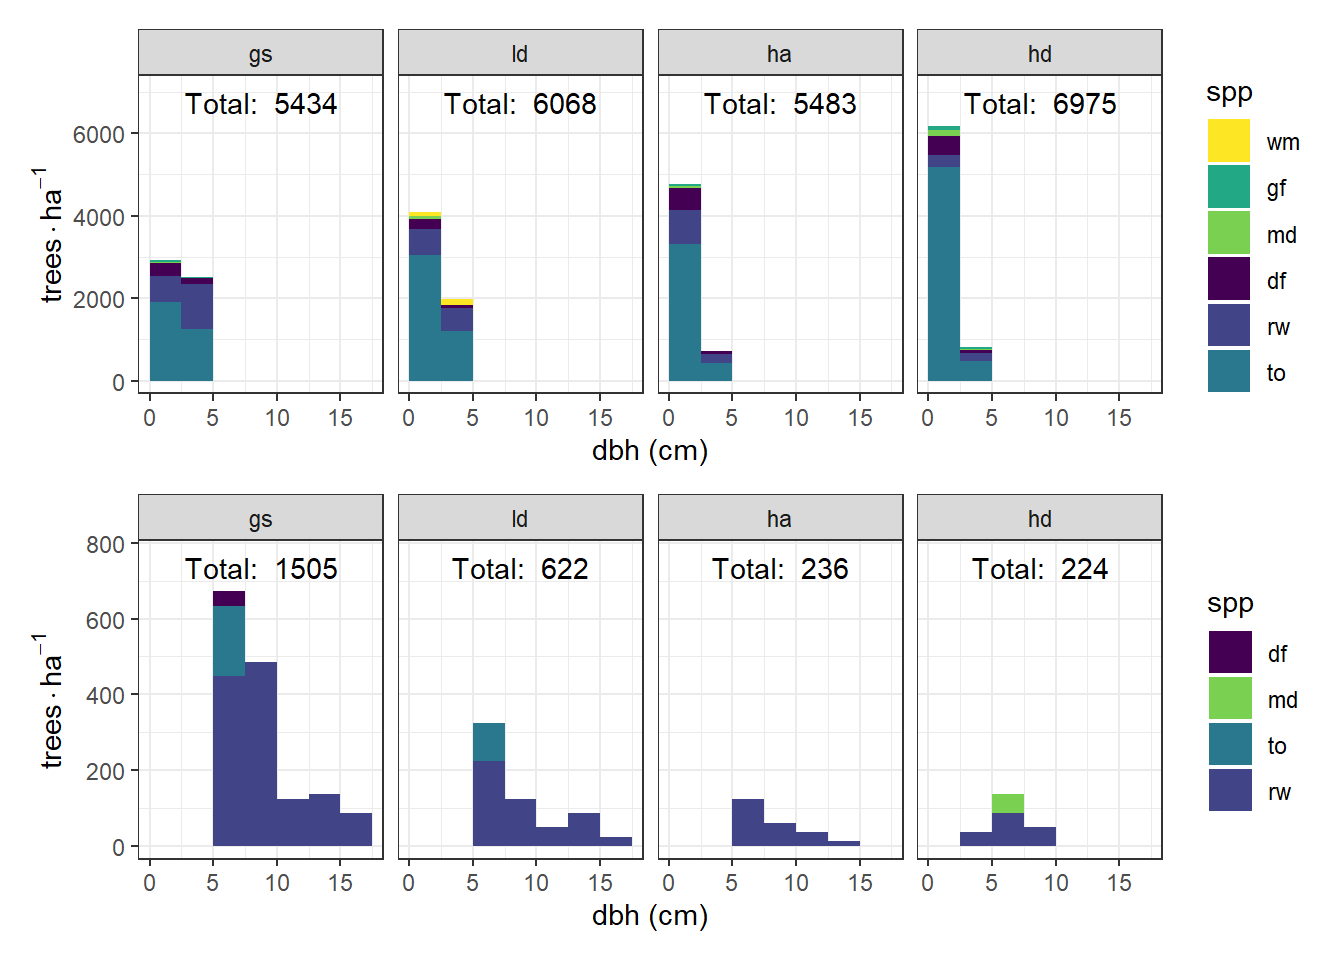 gs ld ha hd
Total: 5434 Total: 6068 Total: 5483 Total: 6975
trees · ha⁻¹
6000
4000
2000
0
0 5 10 15 0 5 10 15 0 5 10 15 0 5 10 15
dbh (cm)
spp
wm
gf
md
df
rw
to
gs ld ha hd
Total: 1505 Total: 622 Total: 236 Total: 224
trees · ha⁻¹
800
600
400
200
0
0 5 10 15 0 5 10 15 0 5 10 15 0 5 10 15
dbh (cm)
spp
df
md
to
rw